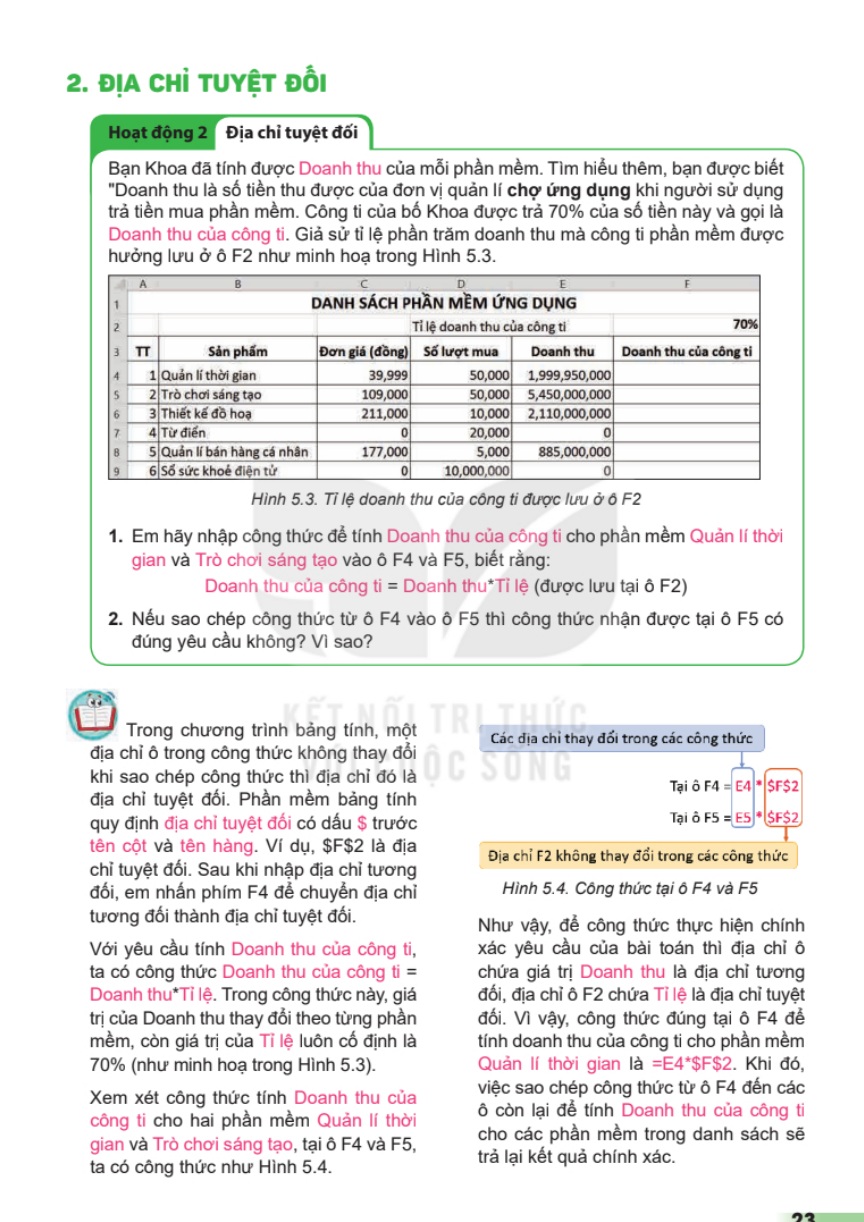 2. ĐỊA CHỈ TUYỆT ĐỐI
Hoạt động 2 Địa chỉ tuyệt đối
Bạn Khoa đã tính được Doanh thu của mỗi phần mềm. Tìm hiểu thêm, bạn được biết
"Doanh thu là số tiền thu được của đơn vị quản lí chợ ứng dụng khi người sử dụng
trả tiền mua phần mềm. Công ti của bố Khoa được trả 70% của số tiền này và gọi là
Doanh thu của công ti. Giả sử tỉ lệ phần trăm doanh thu mà công ti phần mềm được
hưởng lưu ở ô F2 như minh hoạ trong Hình 5.3.
A B C D E F
1 DANH SÁCH PHẦN MỀM ỨNG DỤNG
2 Tỉ lệ doanh thu của công ti 70%
3 TT Sản phẩm Đơn giá (đồng) Số lượt mua Doanh thu Doanh thu của công ti
4 1 Quản lí thời gian 39,999 50,000 1,999,950,000
5 2 Trò chơi sáng tạo 109,000 50,000 5,450,000,000
6 3 Thiết kế đồ hoạ 211,000 10,000 2,110,000,000
7 4 Từ điển 0 20,000 0
8 5 Quản lí bán hàng cá nhân 177,000 5,000 885,000,000
9 6 Sổ sức khoẻ điện tử 0 10,000,000 0
Hình 5.3. Tỉ lệ doanh thu của công ti được lưu ở ô F2
1. Em hãy nhập công thức để tính Doanh thu của công ti cho phần mềm Quản lí thời
gian và Trò chơi sáng tạo vào ô F4 và F5, biết rằng:
Doanh thu của công ti = Doanh thu*Tỉ lệ (được lưu tại ô F2)
2. Nếu sao chép công thức từ ô F4 vào ô F5 thì công thức nhận được tại ô F5 có
đúng yêu cầu không? Vì sao?
KẾT NỐI TRI THỨC
VỚI CUỘC SỐNG
Trong chương trình bảng tính, một
địa chỉ ô trong công thức không thay đổi
khi sao chép công thức thì địa chỉ đó là
địa chỉ tuyệt đối. Phần mềm bảng tính
quy định địa chỉ tuyệt đối có dấu $ trước
tên cột và tên hàng. Ví dụ, $F$2 là địa
chỉ tuyệt đối. Sau khi nhập địa chỉ tương
đối, em nhấn phím F4 để chuyển địa chỉ
tương đối thành địa chỉ tuyệt đối.
Với yêu cầu tính Doanh thu của công ti,
ta có công thức Doanh thu của công ti =
Doanh thu*Tỉ lệ. Trong công thức này, giá
trị của Doanh thu thay đổi theo từng phần
mềm, còn giá trị của Tỉ lệ luôn cố định là
70% (như minh hoạ trong Hình 5.3).
Xem xét công thức tính Doanh thu của
công ti cho hai phần mềm Quản lí thời
gian và Trò chơi sáng tạo, tại ô F4 và F5,
ta có công thức như Hình 5.4.
Các địa chỉ thay đổi trong các công thức
Tại ô F4 = E4 * $F$2
Tại ô F5 = E5 * $F$2
Địa chỉ F2 không thay đổi trong các công thức
Hình 5.4. Công thức tại ô F4 và F5
Như vậy, để công thức thực hiện chính
xác yêu cầu của bài toán thì địa chỉ ô
chứa giá trị Doanh thu là địa chỉ tương
đối, địa chỉ ô F2 chứa Tỉ lệ là địa chỉ tuyệt
đối. Vì vậy, công thức đúng tại ô F4 để
tính doanh thu của công ti cho phần mềm
Quản lí thời gian là =E4*$F$2. Khi đó,
việc sao chép công thức từ ô F4 đến các
ô còn lại để tính Doanh thu của công ti
cho các phần mềm trong danh sách sẽ
trả lại kết quả chính xác.
23